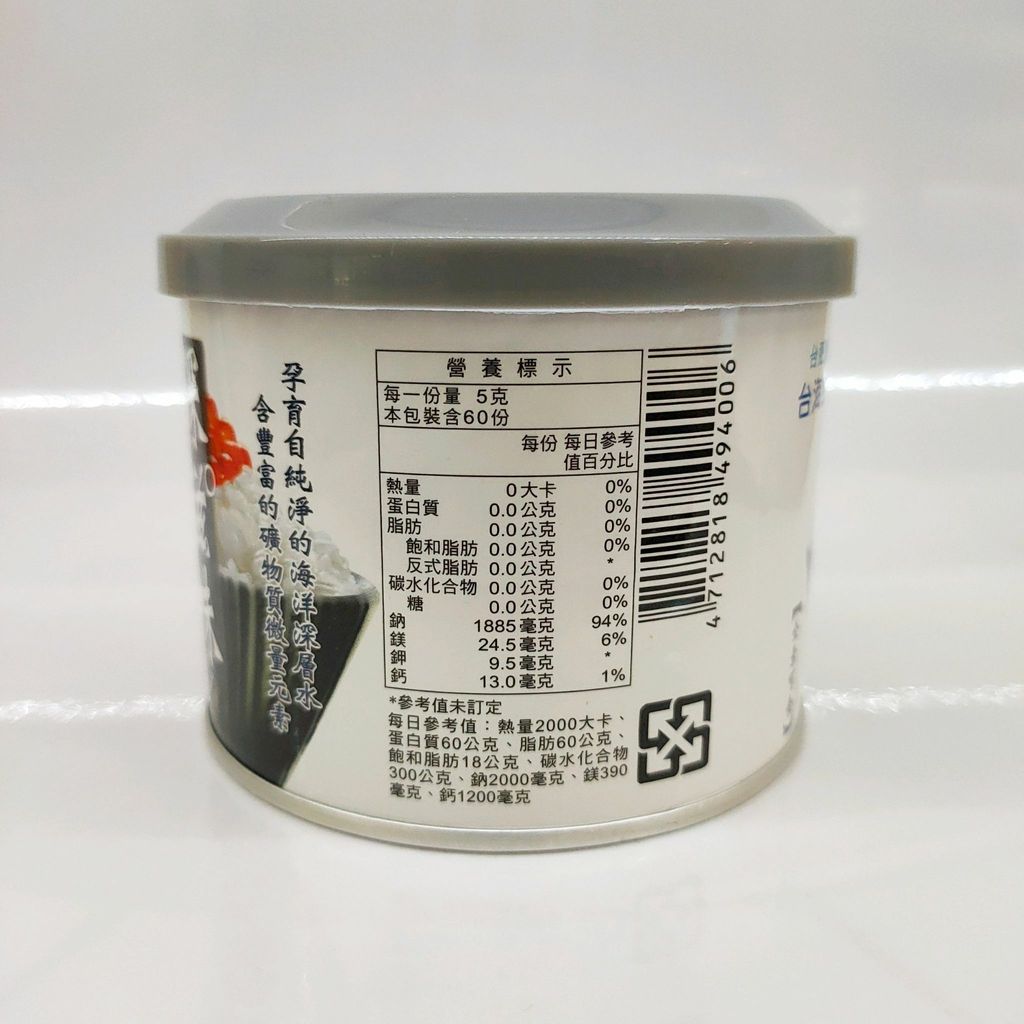 孕育自純淨的海洋深層水
含豐富的礦物質微量元素
營養標示
每一份量 5克
本包裝含60份
每份 每日參考
值百分比
熱量 0大卡 0%
蛋白質 0.0公克 0%
脂肪 0.0公克 0%
飽和脂肪 0.0公克 0%
反式脂肪 0.0公克 *
碳水化合物 0.0公克 0%
糖 0.0公克 0%
鈉 1885毫克 94%
鎂 24.5毫克 6%
鉀 9.5毫克 *
鈣 13.0毫克 1%
*參考值未訂定
每日參考值：熱量2000大卡、
蛋白質60公克、脂肪60公克、
飽和脂肪18公克、碳水化合物
300公克、鈉2000毫克、鎂390
毫克、鈣1200毫克
4712818494006
台灣